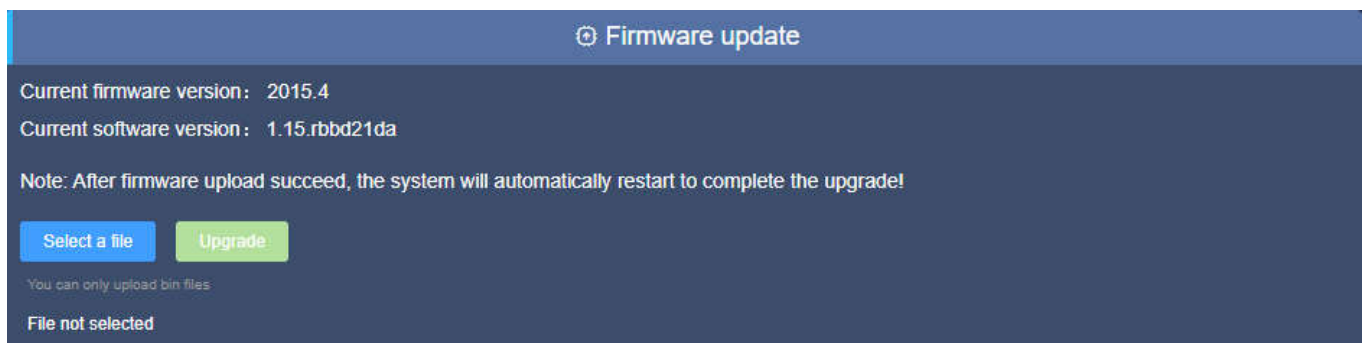 Firmware update
Current firmware version： 2015.4
Current software version： 1.15.rbbd21da
Note: After firmware upload succeed, the system will automatically restart to complete the upgrade!
Select a file Upgrade
You can only upload bin files
File not selected